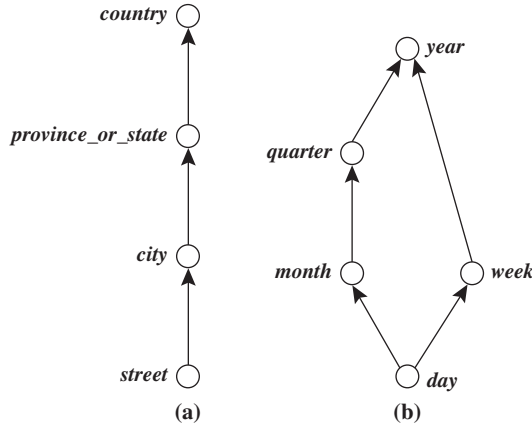 country
province_or_state
city
street
(a)
year
quarter
month
week
day
(b)